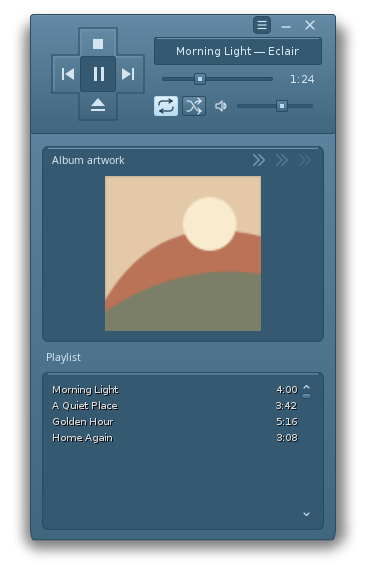 Morning Light — Eclair
1:24
Album artwork
Playlist
Morning Light 4:00
A Quiet Place 3:42
Golden Hour 5:16
Home Again 3:08